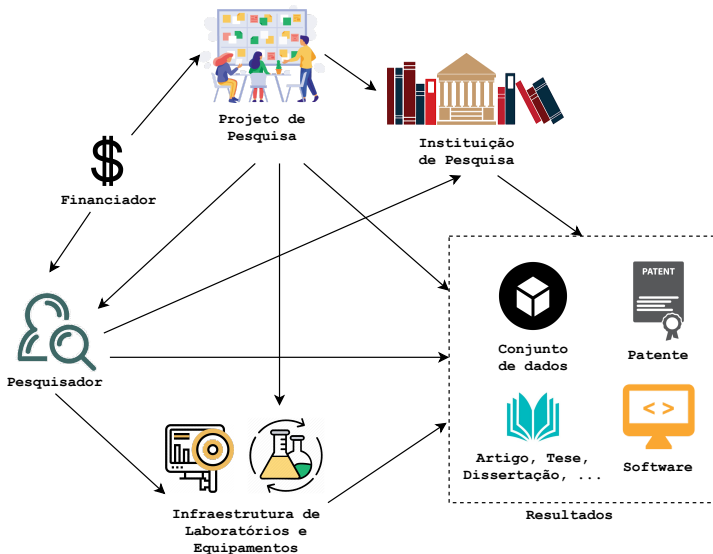 Projeto de
Pesquisa
Instituição
de Pesquisa
$
Financiador
PATENT
Conjunto
de dados
Patente
Pesquisador
< >
Artigo, Tese,
Dissertação, ...
Software
Infraestrutura de
Laboratórios e
Equipamentos
Resultados